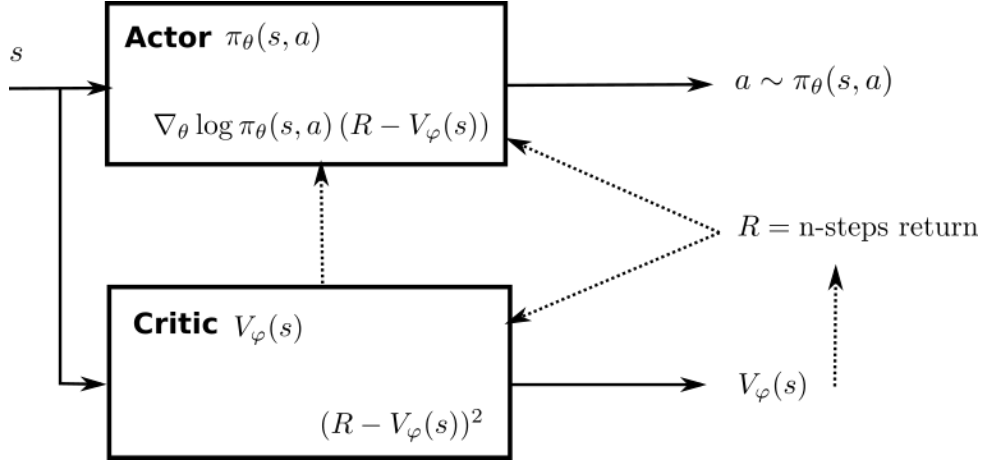 s
Actor π_θ(s, a)
∇_θ log π_θ(s, a) (R − V_φ(s))
a ∼ π_θ(s, a)
R = n-steps return
Critic V_φ(s)
V_φ(s)
(R − V_φ(s))²